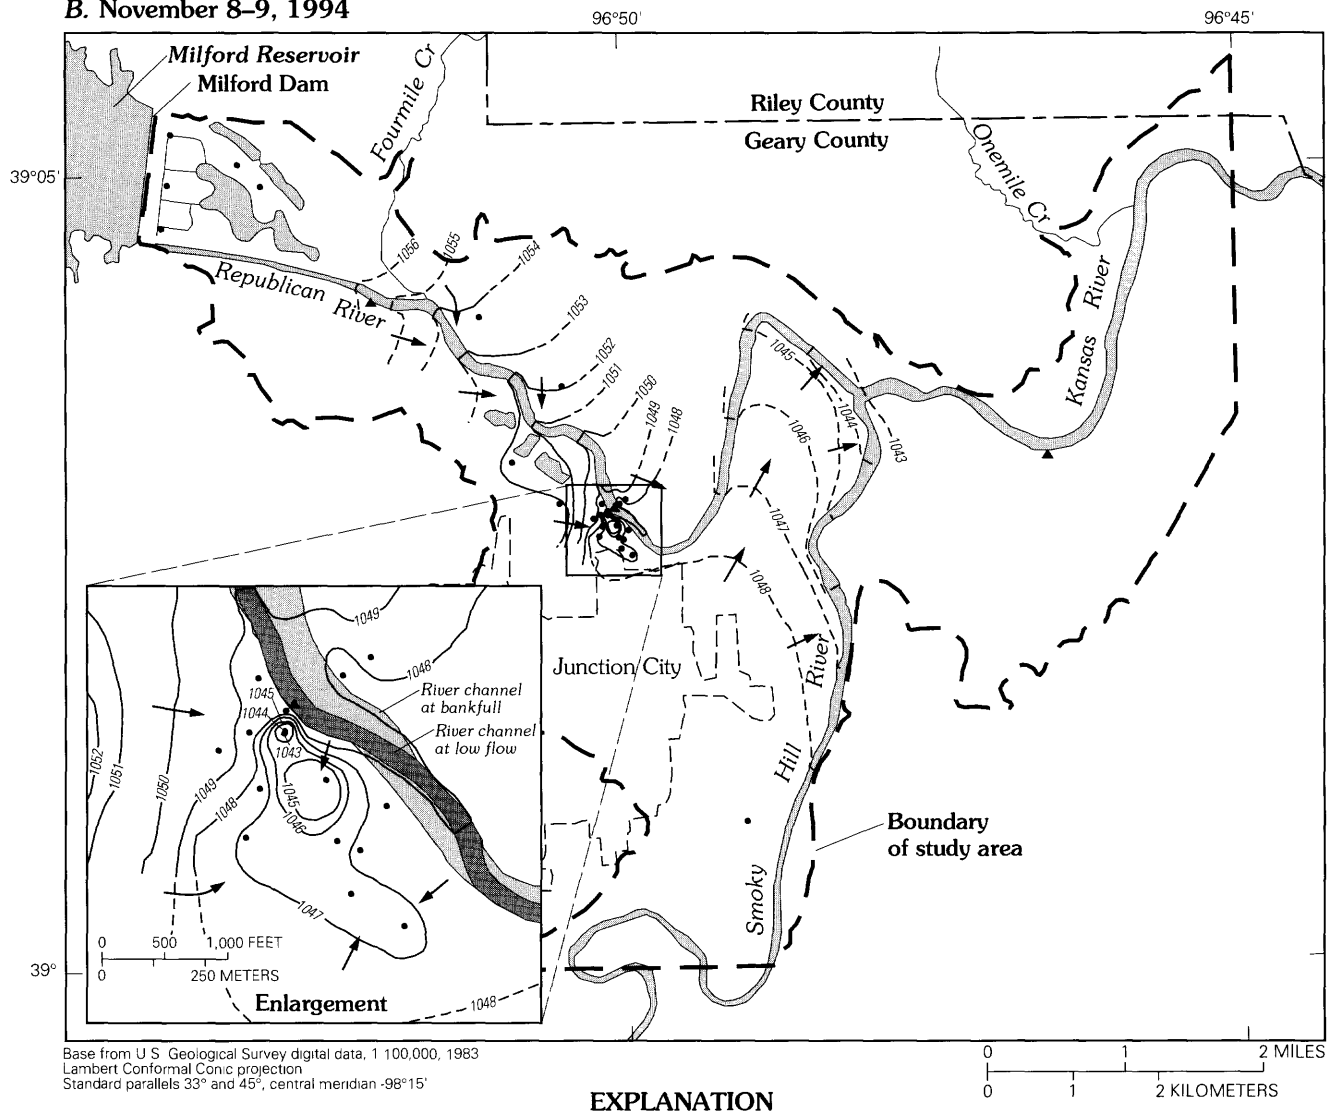 B. November 8–9, 1994
96°50'
96°45'
Milford Reservoir
Milford Dam
Fourmile Cr
Riley County
Geary County
Onemile Cr
39°05'
Republican River
1056
1055
1054
1053
1052
1051
1050
1049
1048
1045
1044
1043
1046
1047
1048
Kansas River
Junction City
Smoky Hill River
Boundary
of study area
1049
1048
River channel
at bankfull
River channel
at low flow
1045
1044
1043
1052
1051
1050
1049
1048
1045
1046
1047
1048
0 500 1,000 FEET
0 250 METERS
Enlargement
39°
Base from U S Geological Survey digital data, 1 100,000, 1983
Lambert Conformal Conic projection
Standard parallels 33° and 45°, central meridian -98°15'
0 1 2 MILES
0 1 2 KILOMETERS
EXPLANATION